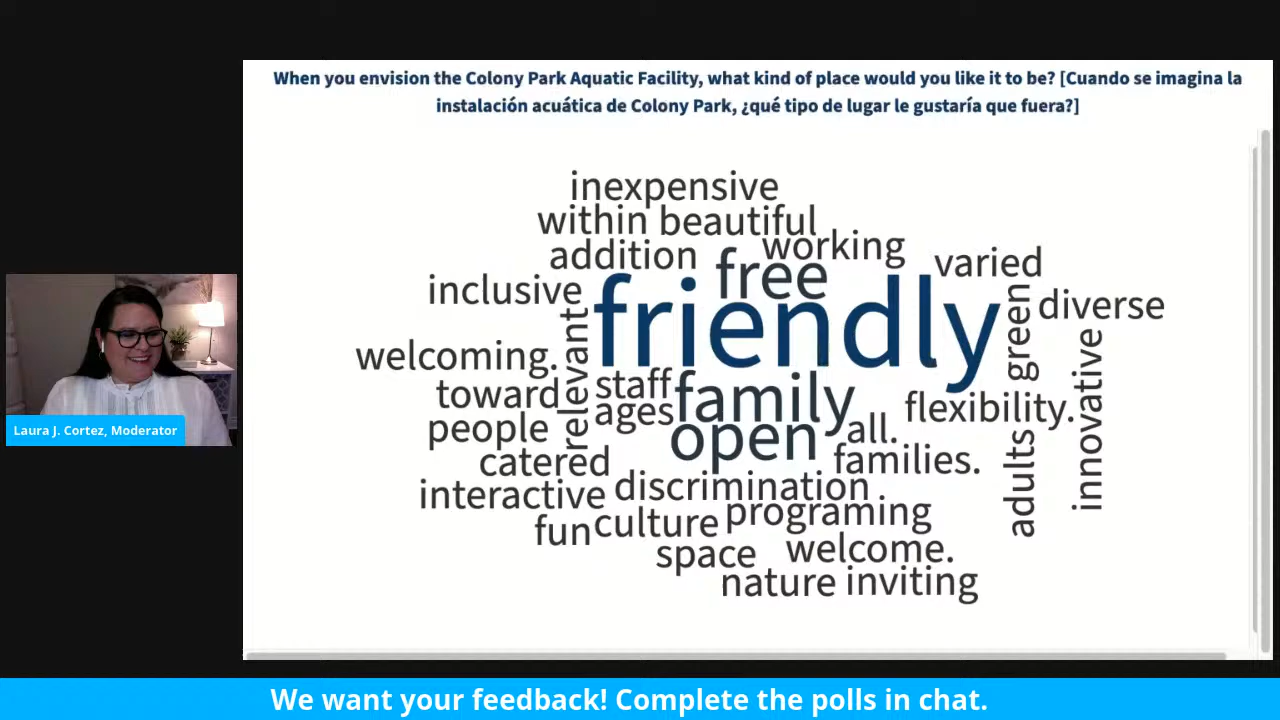 When you envision the Colony Park Aquatic Facility, what kind of place would you like it to be? [Cuando se imagina la
instalación acuática de Colony Park, ¿qué tipo de lugar le gustaría que fuera?]
inexpensive
within beautiful
addition free working
varied
inclusive
friendly
green
diverse
relevant
welcoming.
innovative
toward
staff
family
ages
flexibility.
people
open
all.
adults
catered
families.
interactive
discrimination
fun
culture
programing
space
welcome.
nature
inviting
Laura J. Cortez, Moderator
We want your feedback! Complete the polls in chat.